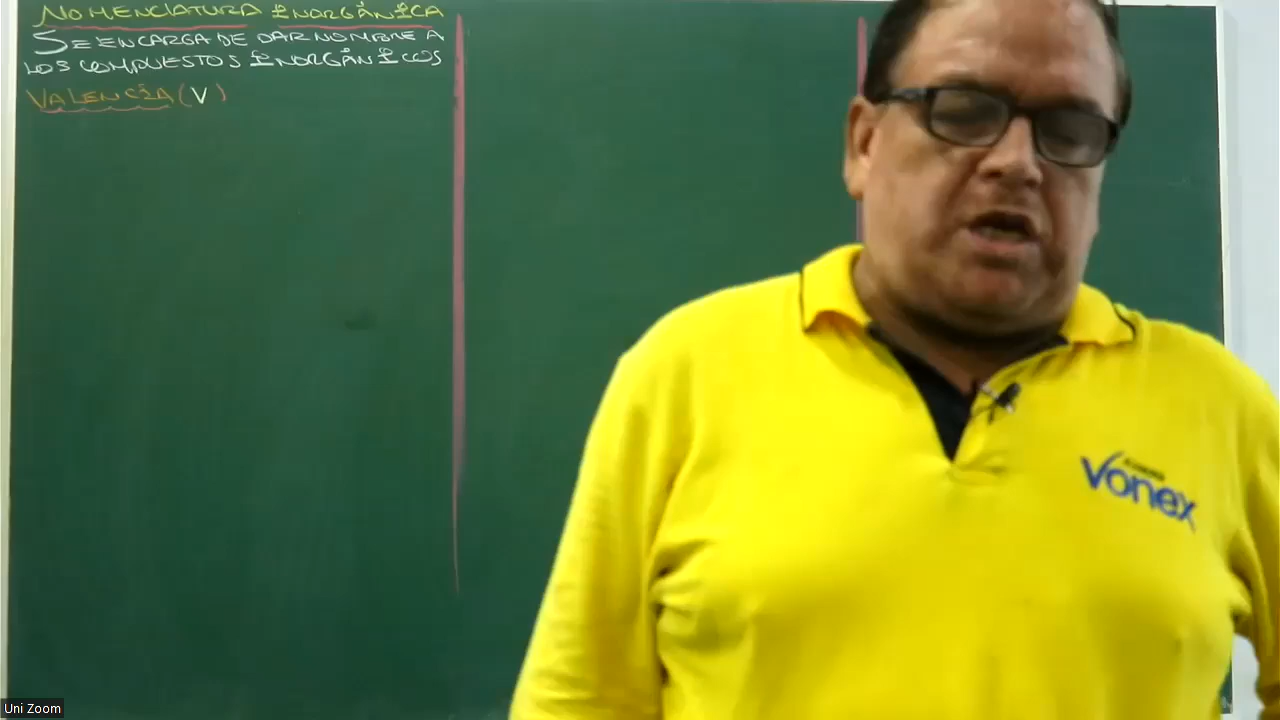 NOMENCLATURA INORGÁNICA
SE ENCARGA DE DAR NOMBRE A
LOS COMPUESTOS INORGÁNICOS
VALENCIA (V)
vonex
Uni Zoom